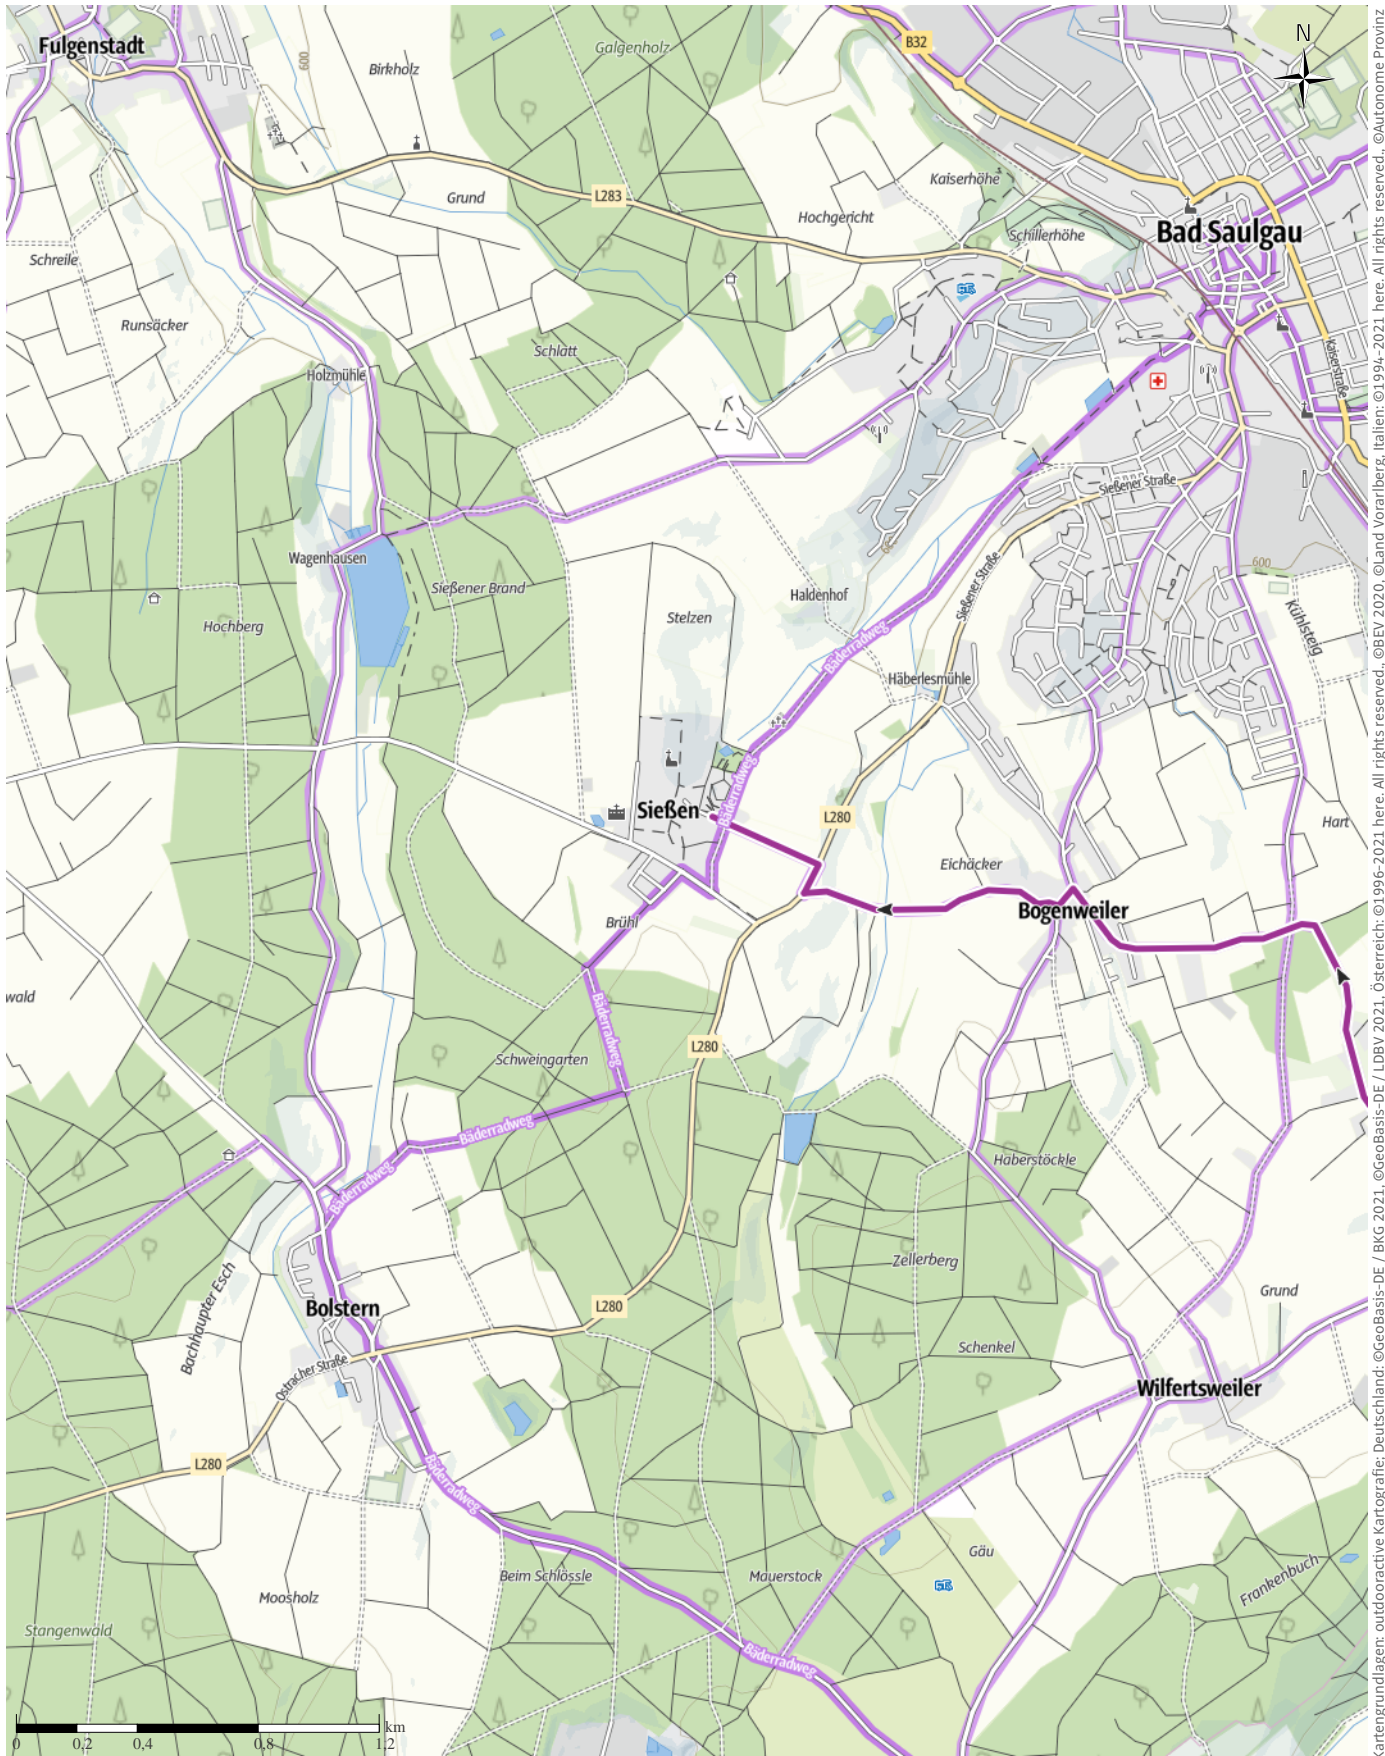 Fulgenstadt
600
Birkholz
Galgenholz
B32
N
Grund
L283
Kaiserhöhe
Hochgericht
Schillerhöhe
Bad Saulgau
Schreile
Runsäcker
Holzmühle
Schlatt
Kaiserstraße
Sießener Straße
Wagenhausen
Sießener Brand
Hochberg
Stelzen
Haldenhof
Sießener Straße
600
Kühlsteig
Bäderradweg
Häberlesmühle
Sießen
Bäderradweg
L280
Hart
Eichäcker
Bogenweiler
Brühl
wald
Bäderradweg
L280
Schweingarten
Bäderradweg
Haberstöckle
Bäderradweg
Zellerberg
Grund
Bachhaupter Esch
Bolstern
L280
Schenkel
Ostracher Straße
Wilfertsweiler
L280
Bäderradweg
Gäu
Beim Schlössle
Mauerstock
Frankenbuch
Moosholz
Stangenwald
Bäderradweg
km
0 0,2 0,4 0,8 1,2
artengrundlagen: outdooractive Kartografie; Deutschland: ©GeoBasis-DE / BKG 2021, ©GeoBasis-DE / LDBV 2021, Österreich: ©1996-2021 here. All rights reserved., ©BEV 2020, ©Land Vorarlberg, Italien: ©1994-2021 here. All rights reserved., ©Autonome Provinz